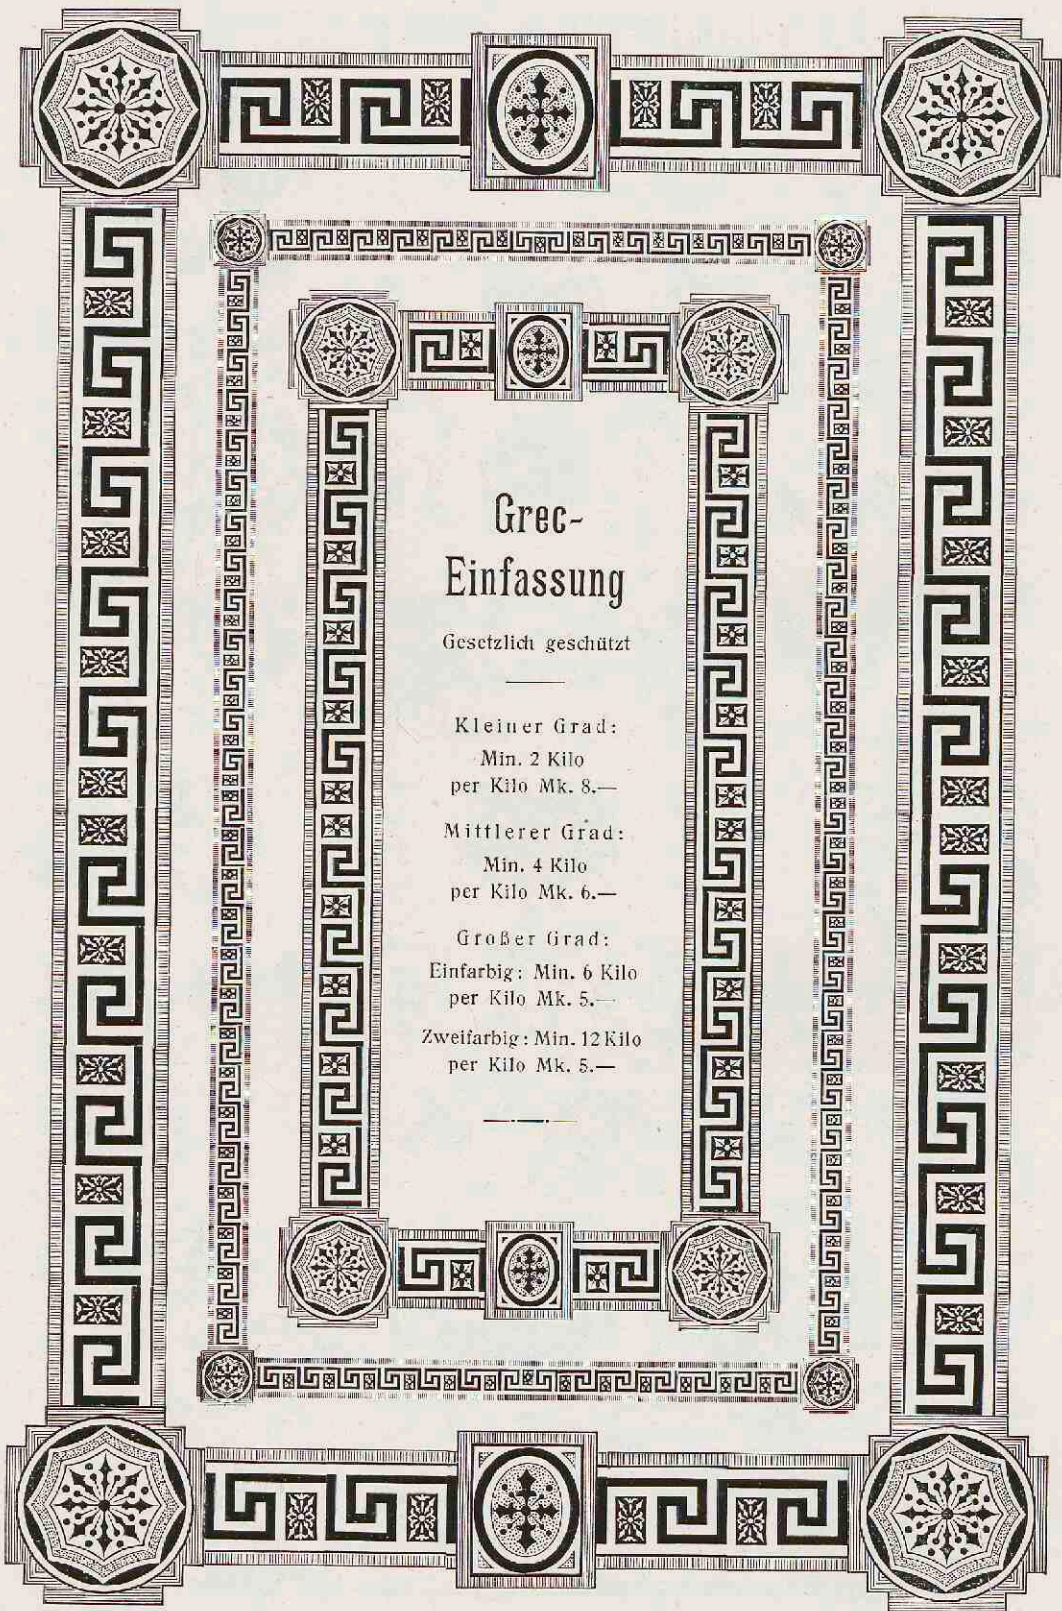 Grec-
Einfassung
Gesetzlich geschützt
Kleiner Grad:
Min. 2 Kilo
per Kilo Mk. 8.—
Mittlerer Grad:
Min. 4 Kilo
per Kilo Mk. 6.—
Großer Grad:
Einfarbig: Min. 6 Kilo
per Kilo Mk. 5.—
Zweifarbig: Min. 12 Kilo
per Kilo Mk. 5.—